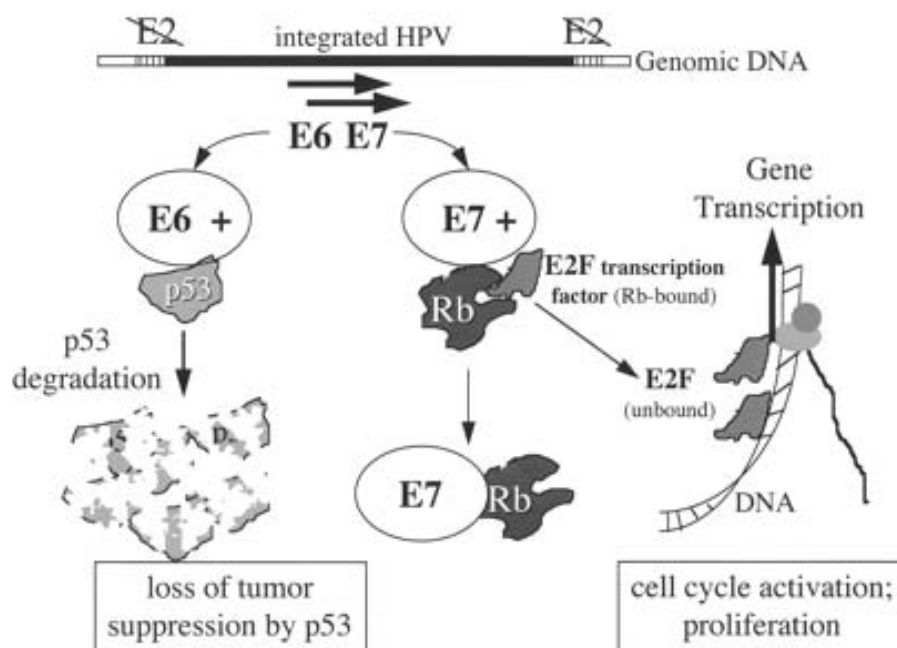 E2
integrated HPV
E2
Genomic DNA
E6 E7
E6 +
p53
p53
degradation
E7 +
Rb
E2F transcription
factor (Rb-bound)
E2F
(unbound)
Gene
Transcription
DNA
E7
Rb
loss of tumor
suppression by p53
cell cycle activation;
proliferation